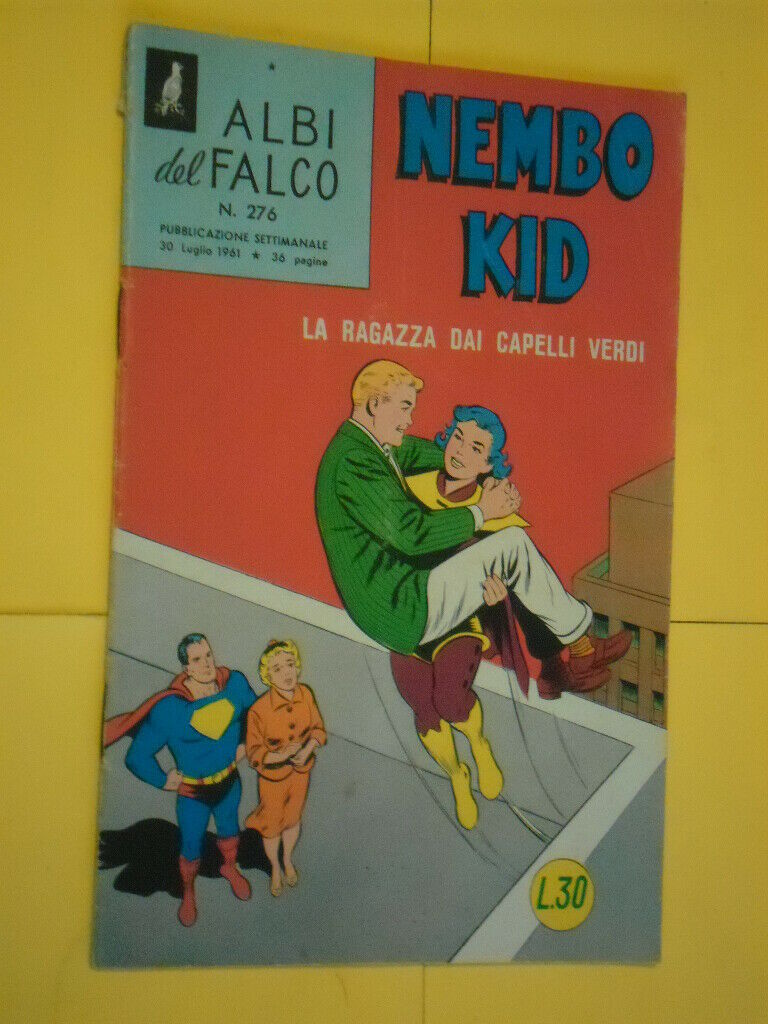 ALBI
del FALCO
N. 276
PUBBLICAZIONE SETTIMANALE
30 Luglio 1961 ★ 36 pagine
NEMBO
KID
LA RAGAZZA DAI CAPELLI VERDI
L.30